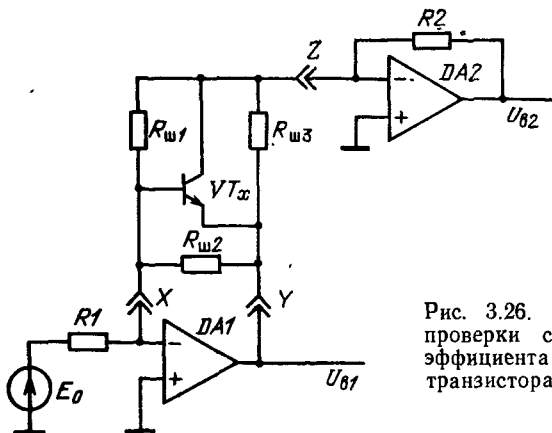 R2
Z
DA2
Rш1
Rш3
Uв2
VTx
Rш2
X
Y
R1
DA1
E0
Uв1
Рис. 3.26.
проверки с
эффициента
транзистора